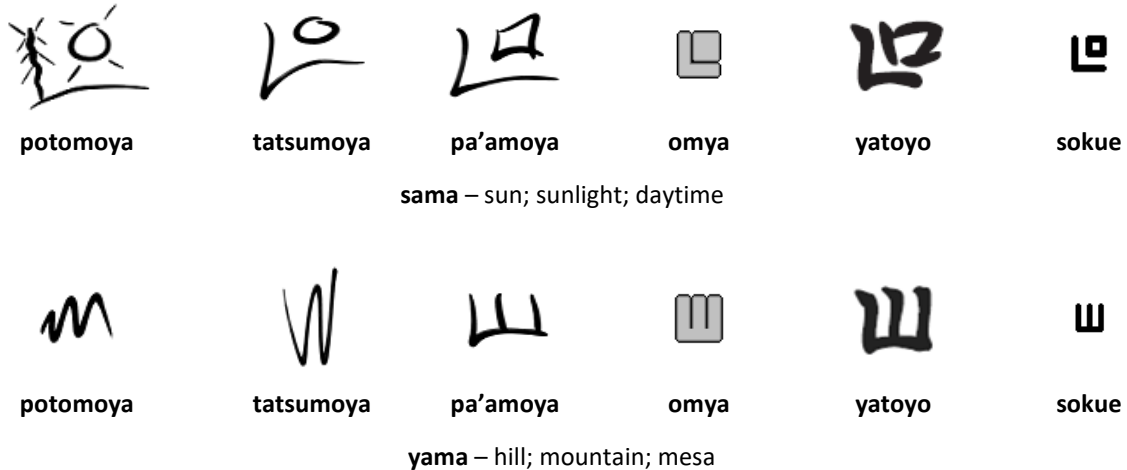 potomoya tatsumoya pa’amoya omya yatoyo sokue
sama – sun; sunlight; daytime
potomoya tatsumoya pa’amoya omya yatoyo sokue
yama – hill; mountain; mesa